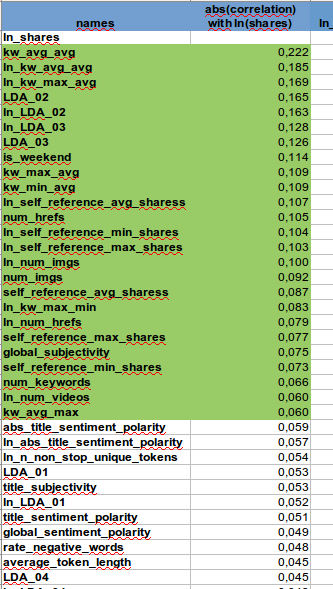 names abs(correlation) with ln(shares) ln_
ln_shares
kw_avg_avg 0,222
ln_kw_avg_avg 0,185
ln_kw_max_avg 0,169
LDA_02 0,165
ln_LDA_02 0,163
ln_LDA_03 0,128
LDA_03 0,126
is_weekend 0,114
kw_max_avg 0,109
kw_min_avg 0,109
ln_self_reference_avg_sharess 0,107
num_hrefs 0,105
ln_self_reference_min_shares 0,104
ln_self_reference_max_shares 0,103
ln_num_imgs 0,100
num_imgs 0,092
self_reference_avg_sharess 0,087
ln_kw_max_min 0,083
ln_num_hrefs 0,079
self_reference_max_shares 0,077
global_subjectivity 0,075
self_reference_min_shares 0,073
num_keywords 0,066
ln_num_videos 0,060
kw_avg_max 0,060
abs_title_sentiment_polarity 0,059
ln_abs_title_sentiment_polarity 0,057
ln_n_non_stop_unique_tokens 0,054
LDA_01 0,053
title_subjectivity 0,053
ln_LDA_01 0,052
title_sentiment_polarity 0,051
global_sentiment_polarity 0,049
rate_negative_words 0,048
average_token_length 0,045
LDA_04 0,045